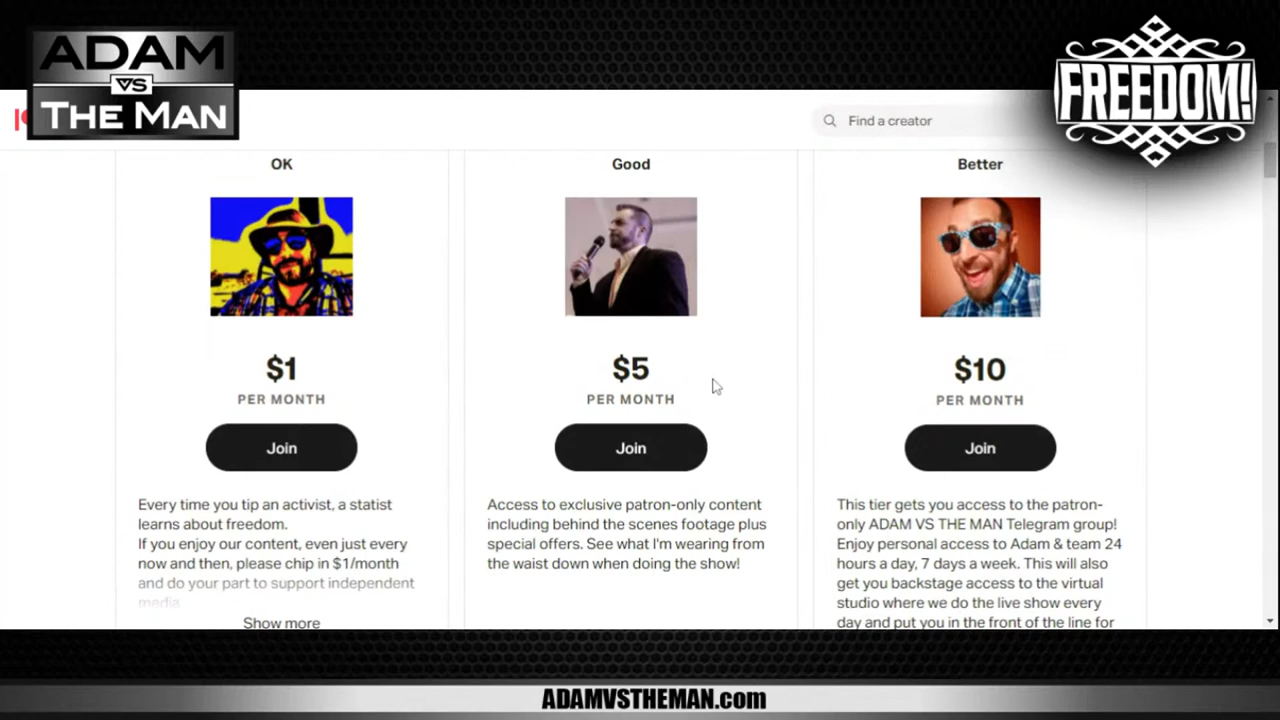 ADAM
VS
THE MAN
FREEDOM!
Find a creator
OK
$1
PER MONTH
Join
Every time you tip an activist, a statist
learns about freedom.
If you enjoy our content, even just every
now and then, please chip in $1/month
and do your part to support independent
media.
Show more
Good
$5
PER MONTH
Join
Access to exclusive patron-only content
including behind the scenes footage plus
special offers. See what I'm wearing from
the waist down when doing the show!
Better
$10
PER MONTH
Join
This tier gets you access to the patron-
only ADAM VS THE MAN Telegram group!
Enjoy personal access to Adam & team 24
hours a day, 7 days a week. This will also
get you backstage access to the virtual
studio where we do the live show every
day and put you in the front of the line for
ADAMVSTHEMAN.com